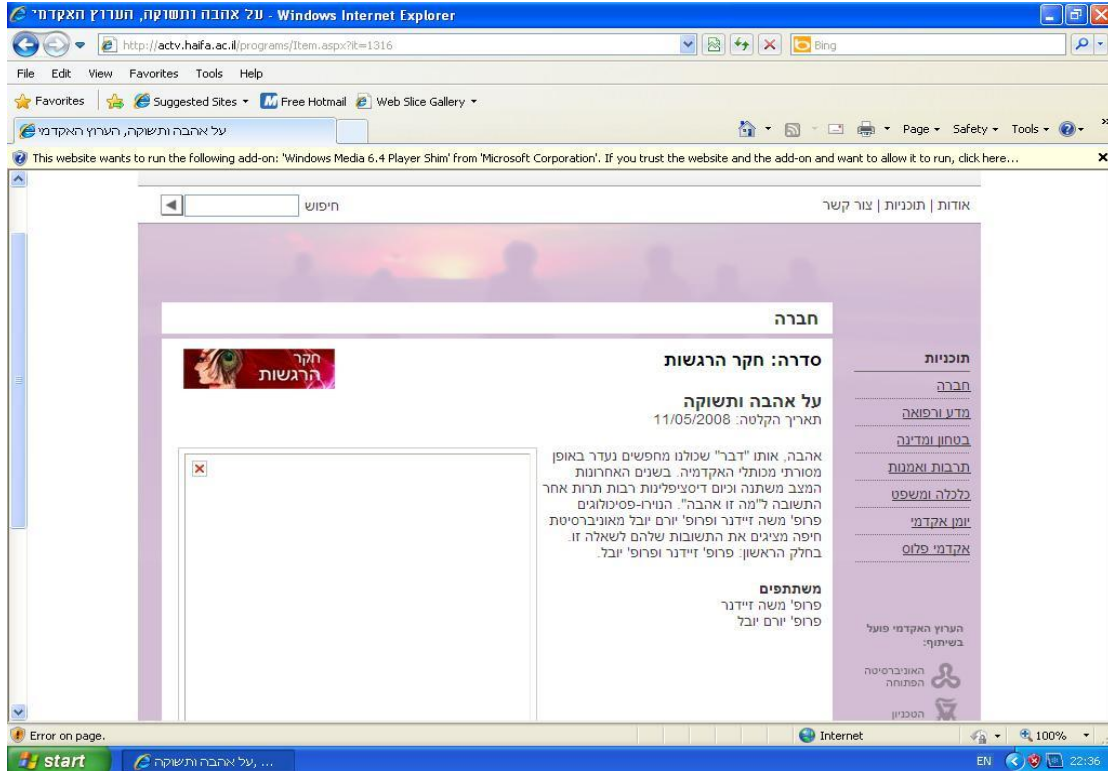 על אהבה ותשוקה, הערוץ האקדמי - Windows Internet Explorer
http://actv.haifa.ac.il/programs/Item.aspx?it=1316
Bing
File Edit View Favorites Tools Help
Favorites Suggested Sites Free Hotmail Web Slice Gallery
על אהבה ותשוקה, הערוץ האקדמי
Page Safety Tools
This website wants to run the following add-on: 'Windows Media 6.4 Player Shim' from 'Microsoft Corporation'. If you trust the website and the add-on and want to allow it to run, click here...
אודות | תוכניות | צור קשר
חיפוש
חברה
תוכניות
חברה
מדע ורפואה
בטחון ומדינה
תרבות ואמנות
כלכלה ומשפט
יומן אקדמי
אקדמי פלוס
הערוץ האקדמי פועל
בשיתוף:
האוניברסיטה
הפתוחה
הטכניון
סדרה: חקר הרגשות
חקר
הרגשות
על אהבה ותשוקה
תאריך הקלטה: 11/05/2008
אהבה, אותו "דבר" שכולנו מחפשים נעדר באופן
מסורתי מכותלי האקדמיה. בשנים האחרונות
המצב משתנה וכיום דיסציפלינות רבות תרות אחר
התשובה ל"מה זו אהבה". הנוירו-פסיכולוגים
פרופ' משה זיידנר ופרופ' יורם יובל מאוניברסיטת
חיפה מציגים את התשובות שלהם לשאלה זו.
בחלק הראשון: פרופ' זיידנר ופרופ' יובל.
משתתפים
פרופ' משה זיידנר
פרופ' יורם יובל
Error on page.
Internet
100%
start
על אהבה ותשוקה, ...
EN
22:36